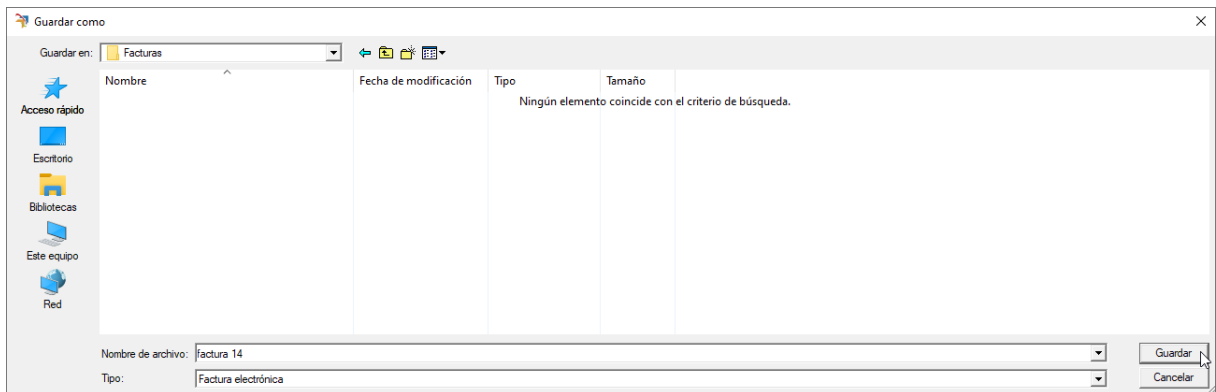 Guardar como
Guardar en: Facturas
Nombre Fecha de modificación Tipo Tamaño
Ningún elemento coincide con el criterio de búsqueda.
Acceso rápido
Escritorio
Bibliotecas
Este equipo
Red
Nombre de archivo: factura 14 Guardar
Tipo: Factura electrónica Cancelar